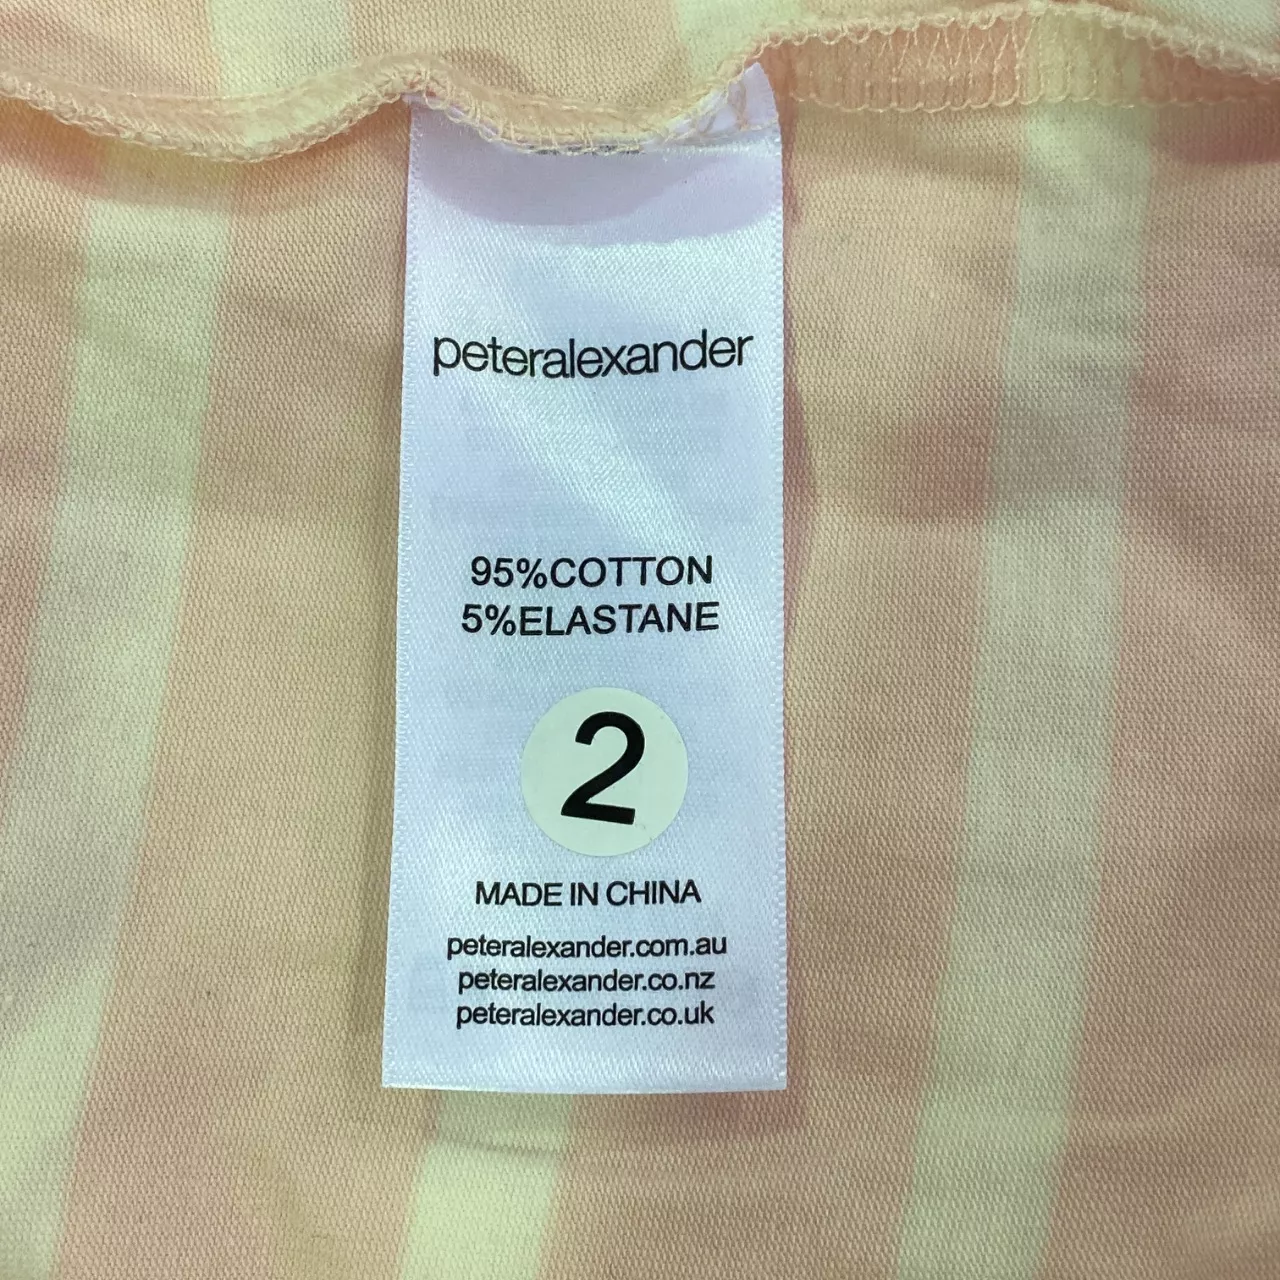 peteralexander
95%COTTON
5%ELASTANE
2
MADE IN CHINA
peteralexander.com.au
peteralexander.co.nz
peteralexander.co.uk